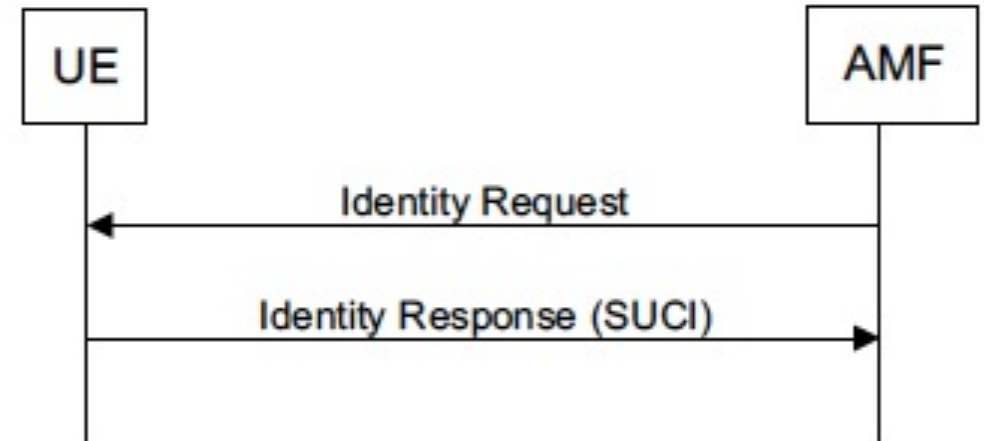 UE
AMF
Identity Request
Identity Response (SUCI)